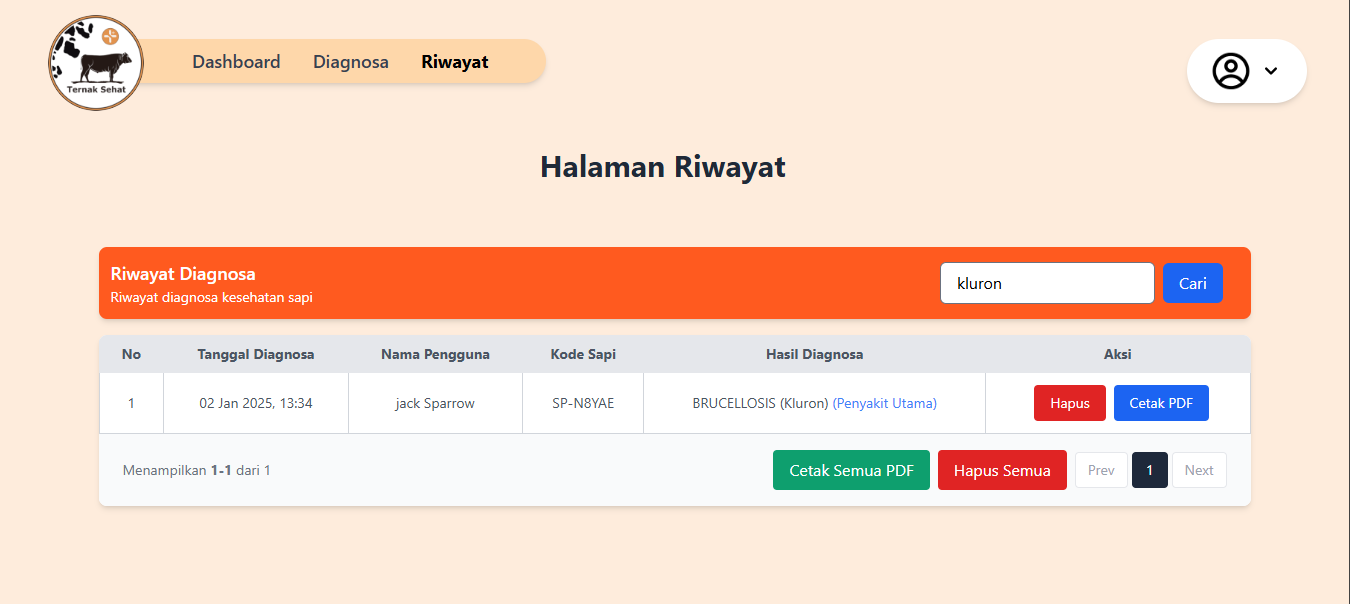 Ternak Sehat
Dashboard Diagnosa Riwayat
Halaman Riwayat
Riwayat Diagnosa
Riwayat diagnosa kesehatan sapi
kluron Cari
No Tanggal Diagnosa Nama Pengguna Kode Sapi Hasil Diagnosa Aksi
1 02 Jan 2025, 13:34 jack Sparrow SP-N8YAE BRUCELLOSIS (Kluron) (Penyakit Utama) Hapus Cetak PDF
Menampilkan 1-1 dari 1 Cetak Semua PDF Hapus Semua Prev 1 Next